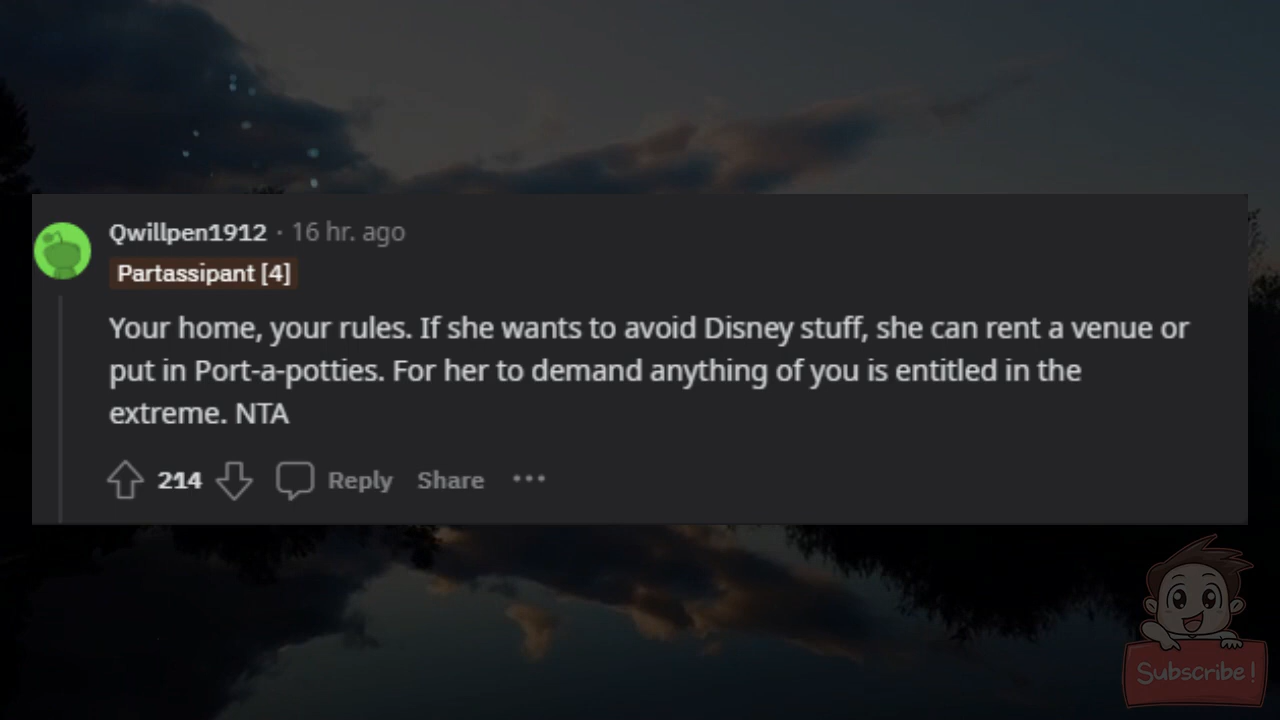 Qwillpen1912 · 16 hr. ago
Partassipant [4]
Your home, your rules. If she wants to avoid Disney stuff, she can rent a venue or
put in Port-a-potties. For her to demand anything of you is entitled in the
extreme. NTA
214 Reply Share ···
Subscribe!